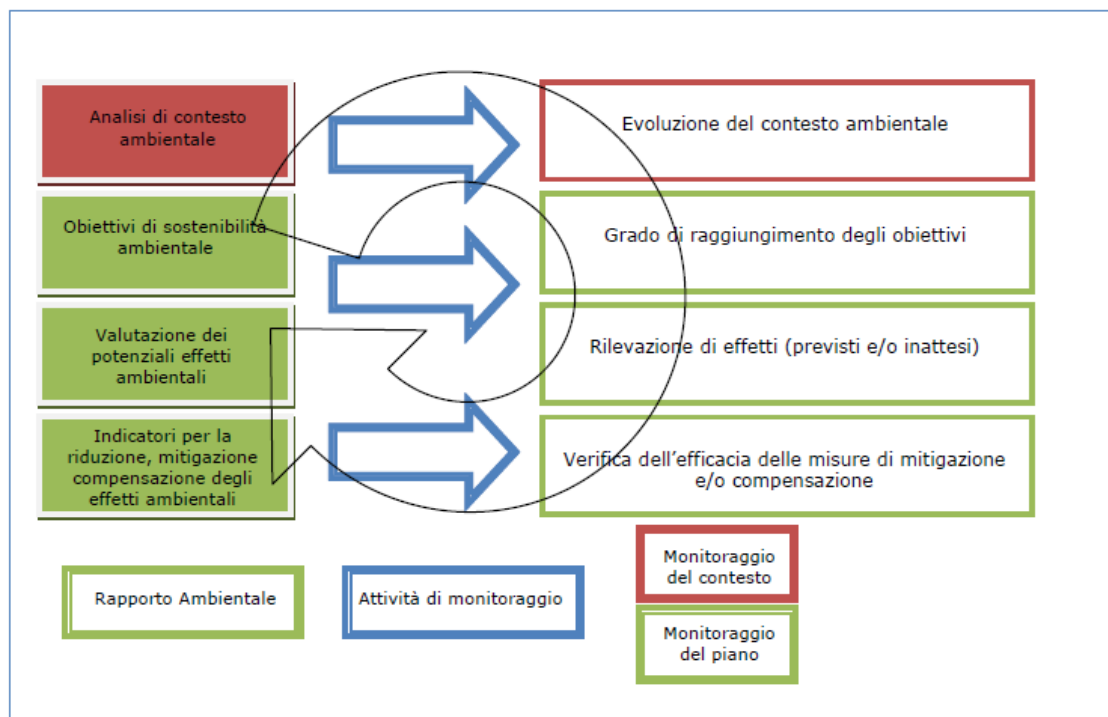 Analisi di contesto
ambientale
Evoluzione del contesto ambientale
Obiettivi di sostenibilità
ambientale
Grado di raggiungimento degli obiettivi
Valutazione dei
potenziali effetti
ambientali
Rilevazione di effetti (previsti e/o inattesi)
Indicatori per la
riduzione, mitigazione
compensazione degli
effetti ambientali
Verifica dell'efficacia delle misure di mitigazione
e/o compensazione
Rapporto Ambientale
Attività di monitoraggio
Monitoraggio
del contesto
Monitoraggio
del piano